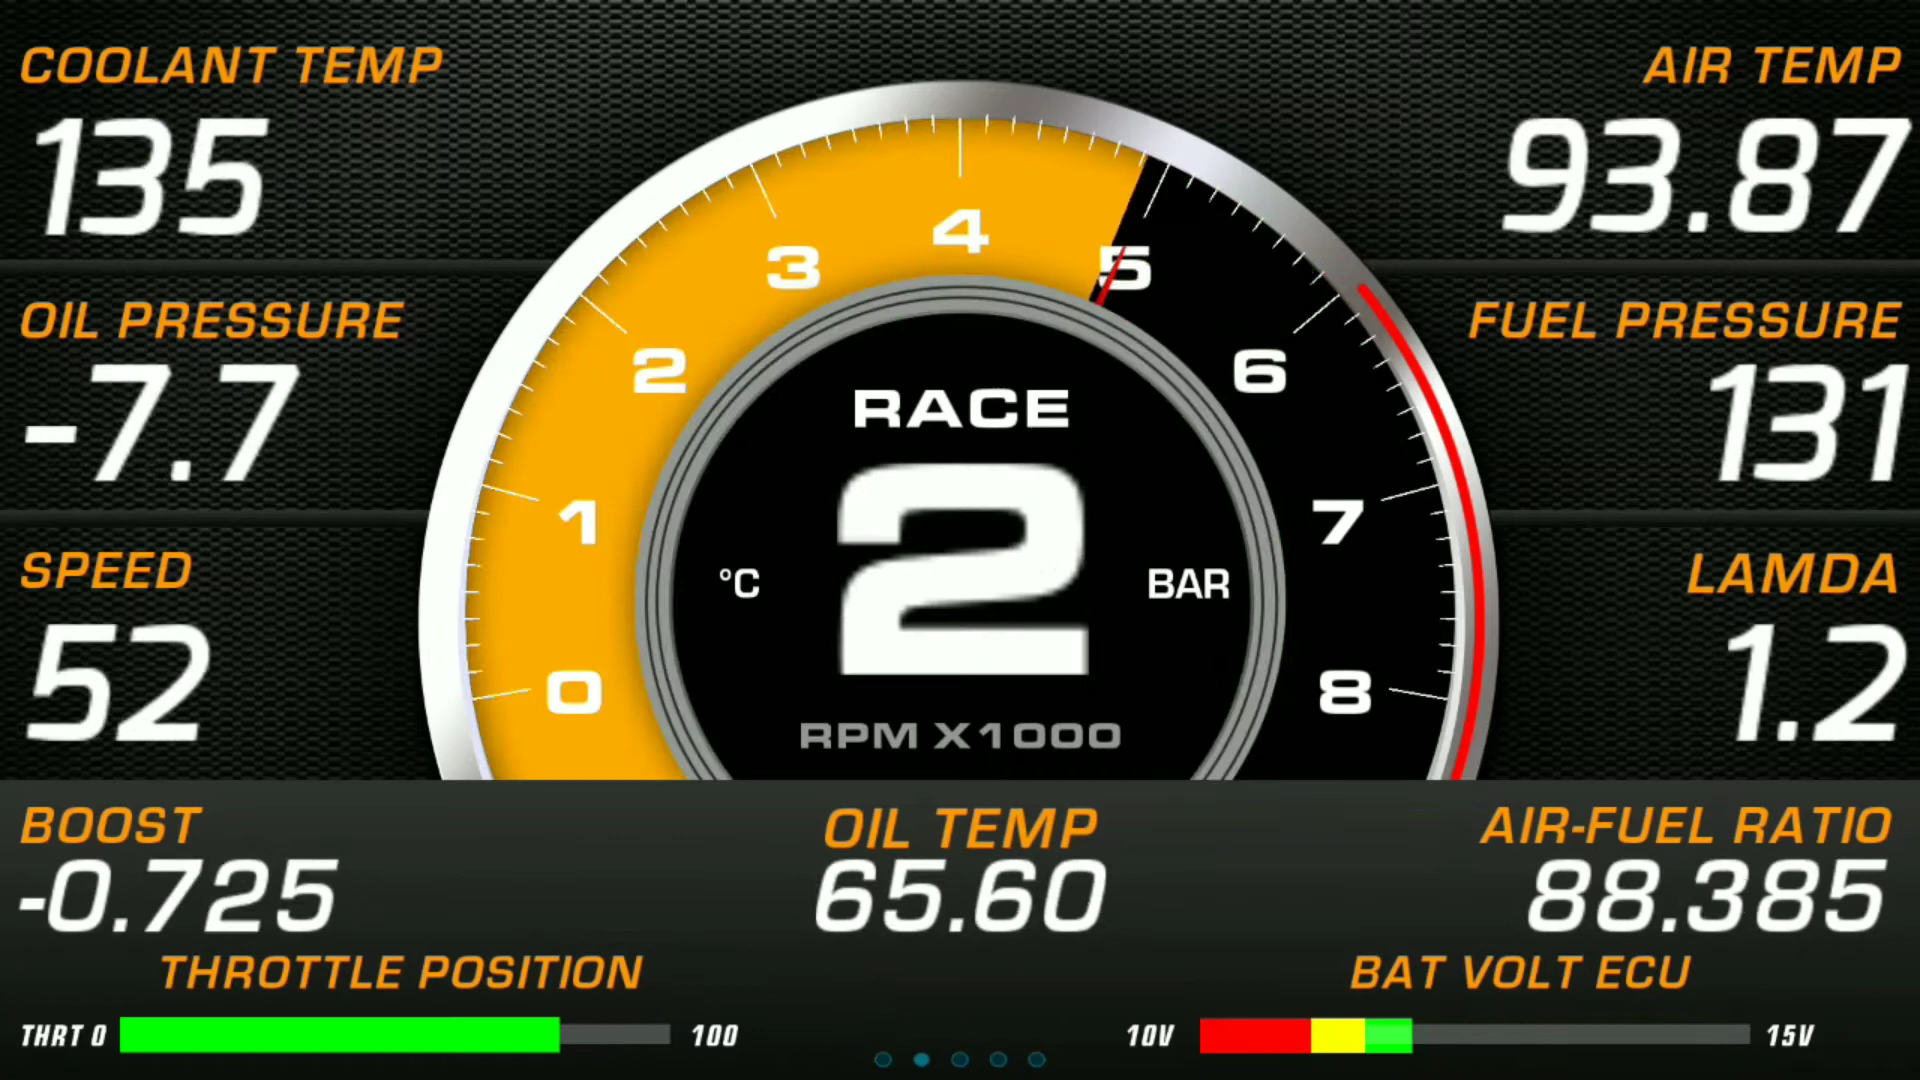 COOLANT TEMP
135
AIR TEMP
93.87
OIL PRESSURE
-7.7
FUEL PRESSURE
131
SPEED
52
LAMDA
1.2
0
1
2
3
4
5
6
7
8
RACE
2
°C
BAR
RPM X1000
BOOST
-0.725
OIL TEMP
65.60
AIR-FUEL RATIO
88.385
THROTTLE POSITION
THRT 0
100
BAT VOLT ECU
10V
15V